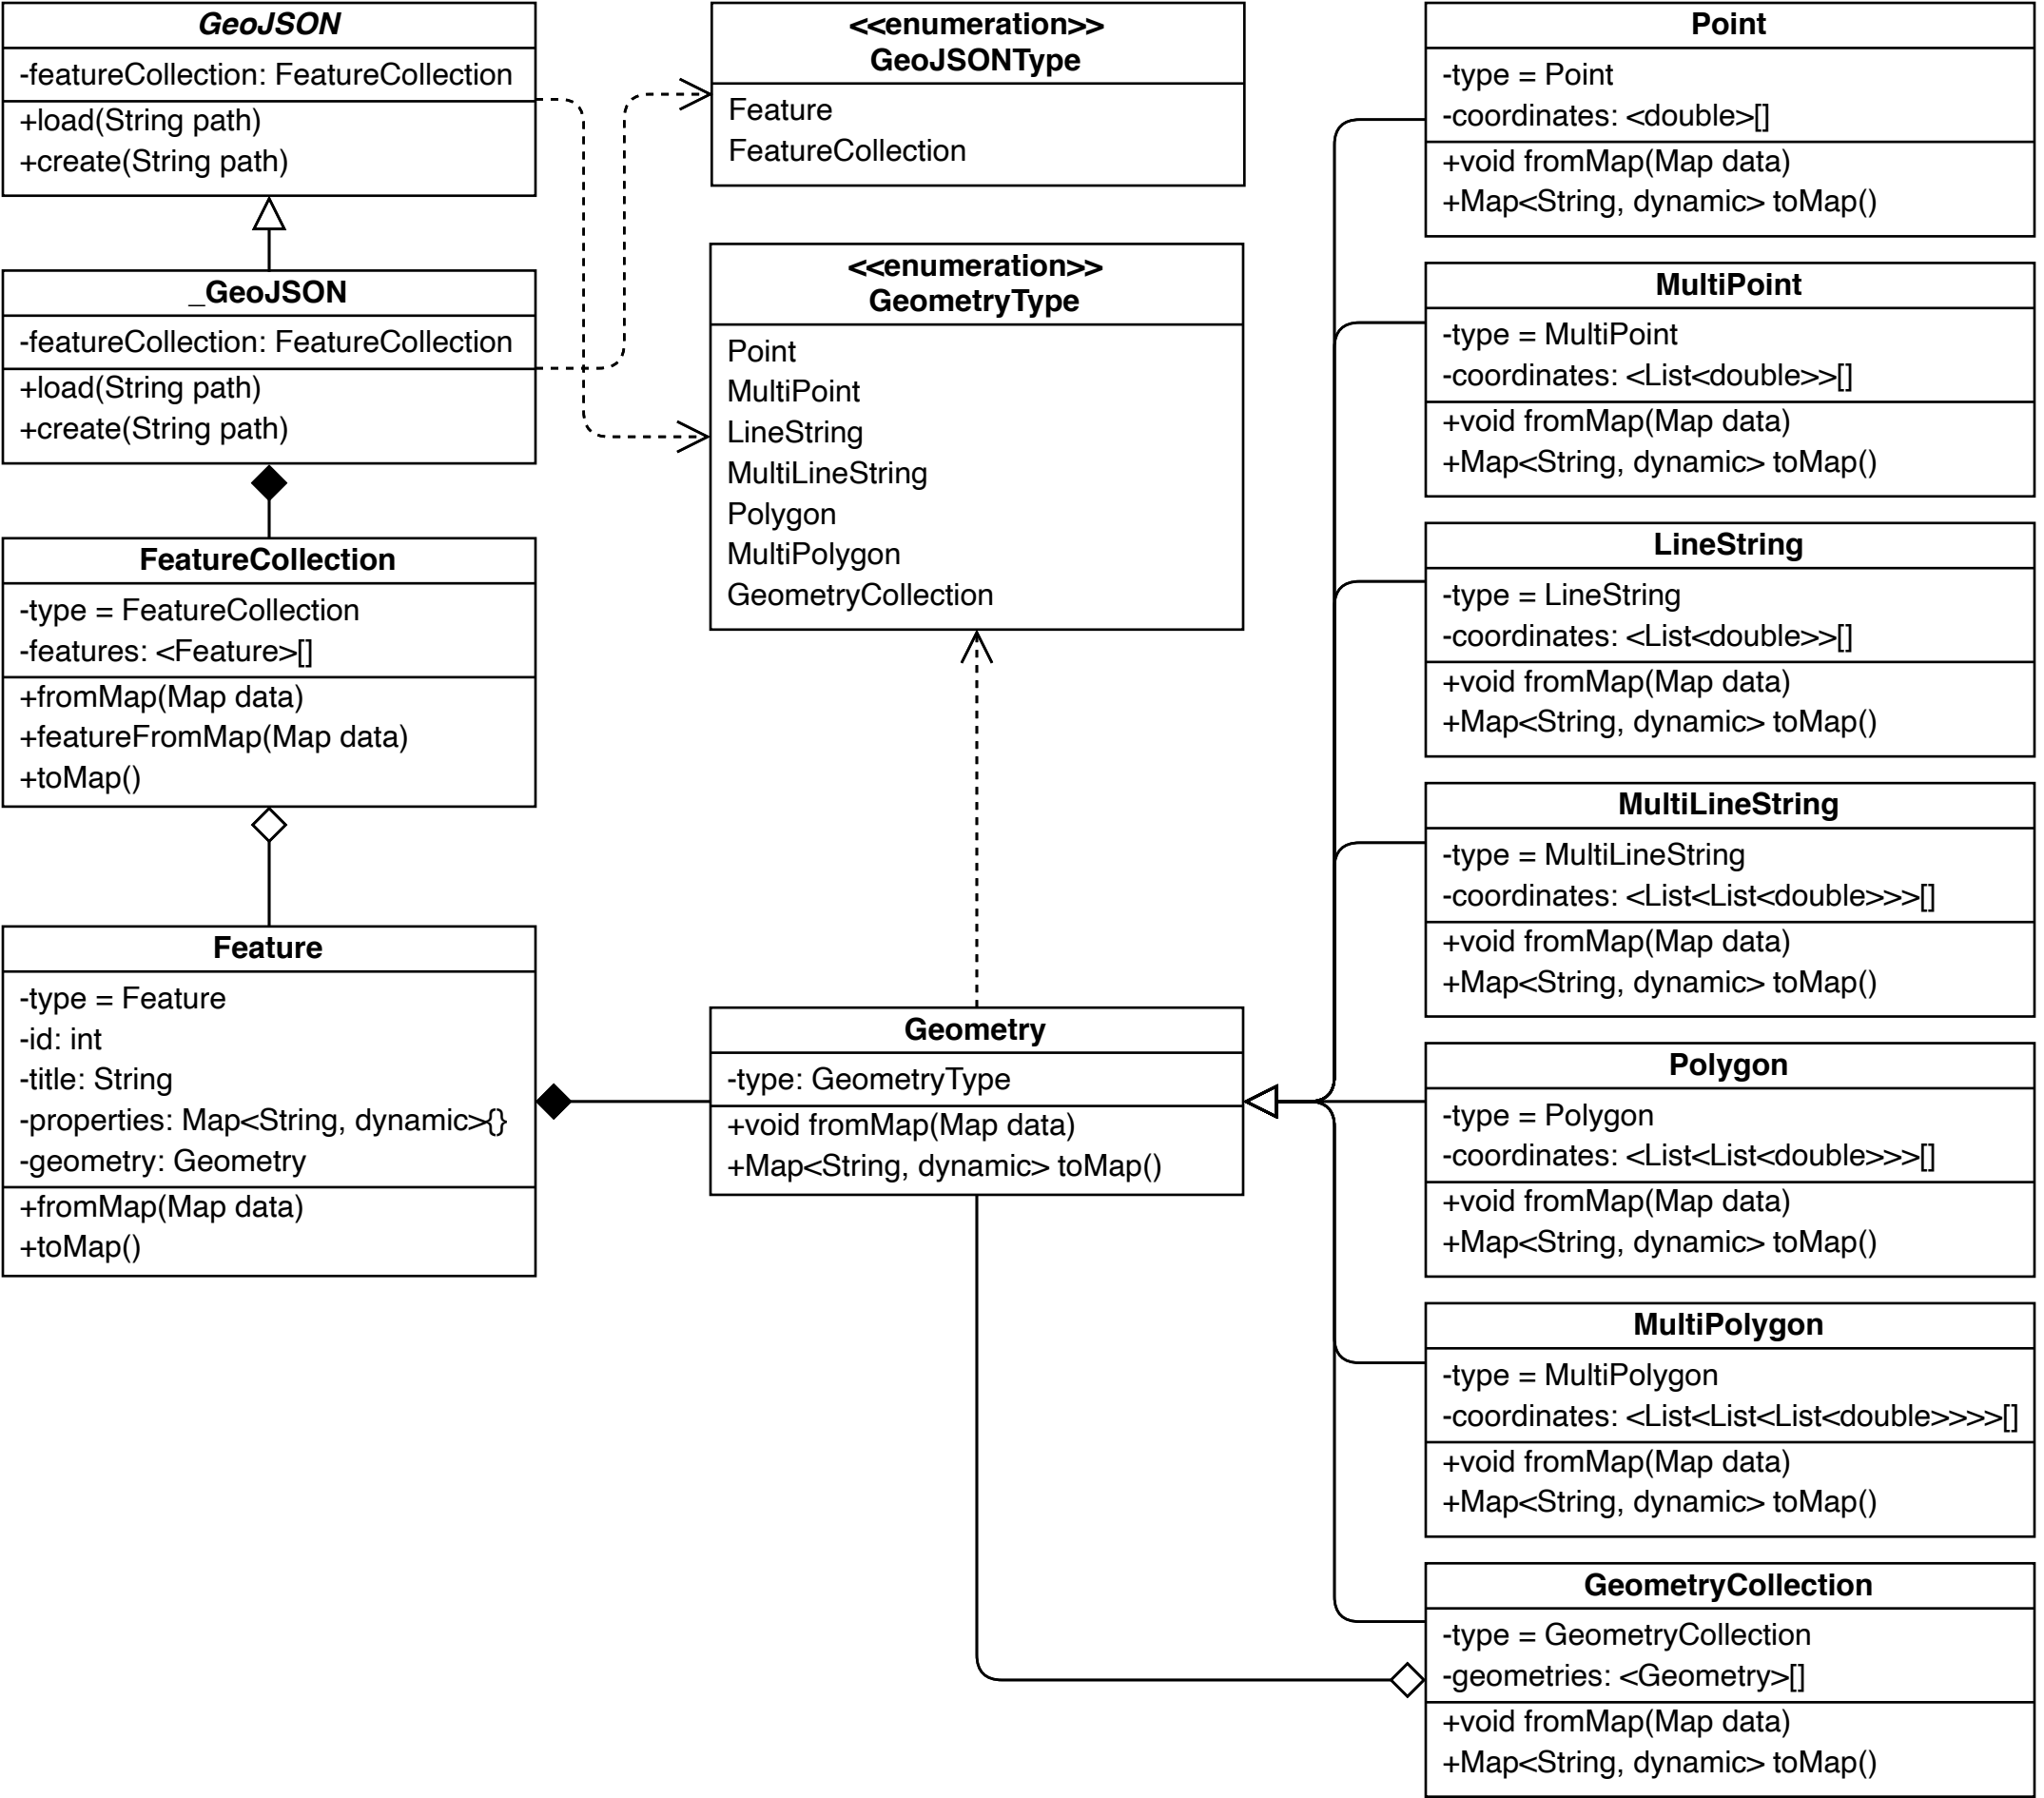 GeoJSON
-featureCollection: FeatureCollection
+load(String path)
+create(String path)
_GeoJSON
-featureCollection: FeatureCollection
+load(String path)
+create(String path)
FeatureCollection
-type = FeatureCollection
-features: <Feature>[]
+fromMap(Map data)
+featureFromMap(Map data)
+toMap()
Feature
-type = Feature
-id: int
-title: String
-properties: Map<String, dynamic>{}
-geometry: Geometry
+fromMap(Map data)
+toMap()
<<enumeration>>
GeoJSONType
Feature
FeatureCollection
<<enumeration>>
GeometryType
Point
MultiPoint
LineString
MultiLineString
Polygon
MultiPolygon
GeometryCollection
Geometry
-type: GeometryType
+void fromMap(Map data)
+Map<String, dynamic> toMap()
Point
-type = Point
-coordinates: <double>[]
+void fromMap(Map data)
+Map<String, dynamic> toMap()
MultiPoint
-type = MultiPoint
-coordinates: <List<double>>[]
+void fromMap(Map data)
+Map<String, dynamic> toMap()
LineString
-type = LineString
-coordinates: <List<double>>[]
+void fromMap(Map data)
+Map<String, dynamic> toMap()
MultiLineString
-type = MultiLineString
-coordinates: <List<List<double>>>[]
+void fromMap(Map data)
+Map<String, dynamic> toMap()
Polygon
-type = Polygon
-coordinates: <List<List<double>>>[]
+void fromMap(Map data)
+Map<String, dynamic> toMap()
MultiPolygon
-type = MultiPolygon
-coordinates: <List<List<List<double>>>>[]
+void fromMap(Map data)
+Map<String, dynamic> toMap()
GeometryCollection
-type = GeometryCollection
-geometries: <Geometry>[]
+void fromMap(Map data)
+Map<String, dynamic> toMap()